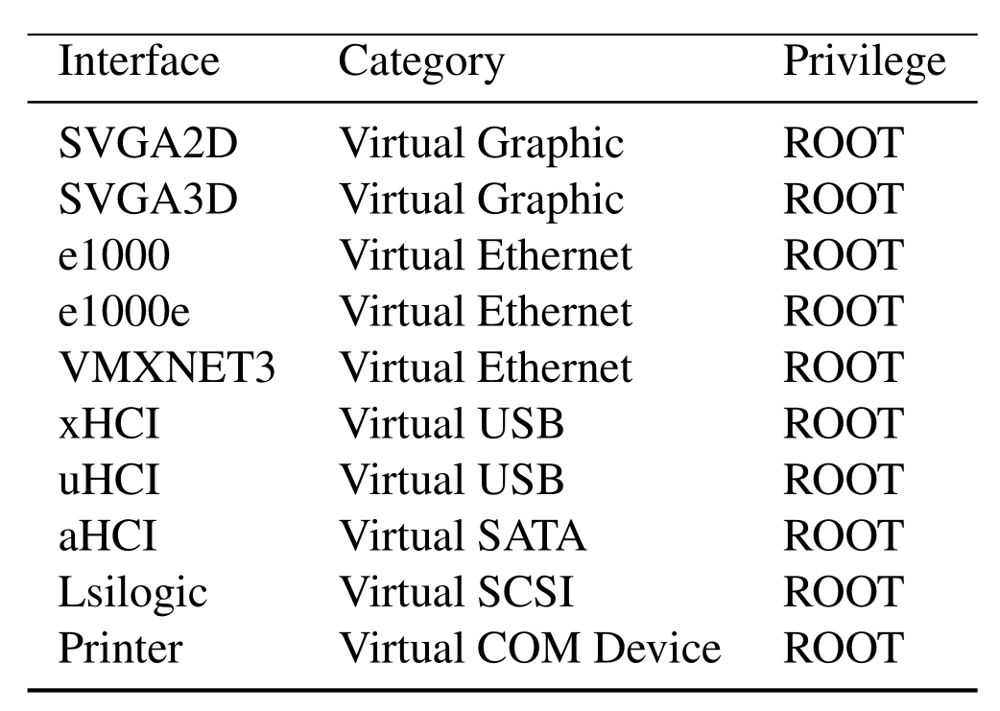 Interface Category Privilege
SVGA2D Virtual Graphic ROOT
SVGA3D Virtual Graphic ROOT
e1000 Virtual Ethernet ROOT
e1000e Virtual Ethernet ROOT
VMXNET3 Virtual Ethernet ROOT
xHCI Virtual USB ROOT
uHCI Virtual USB ROOT
aHCI Virtual SATA ROOT
Lsilogic Virtual SCSI ROOT
Printer Virtual COM Device ROOT